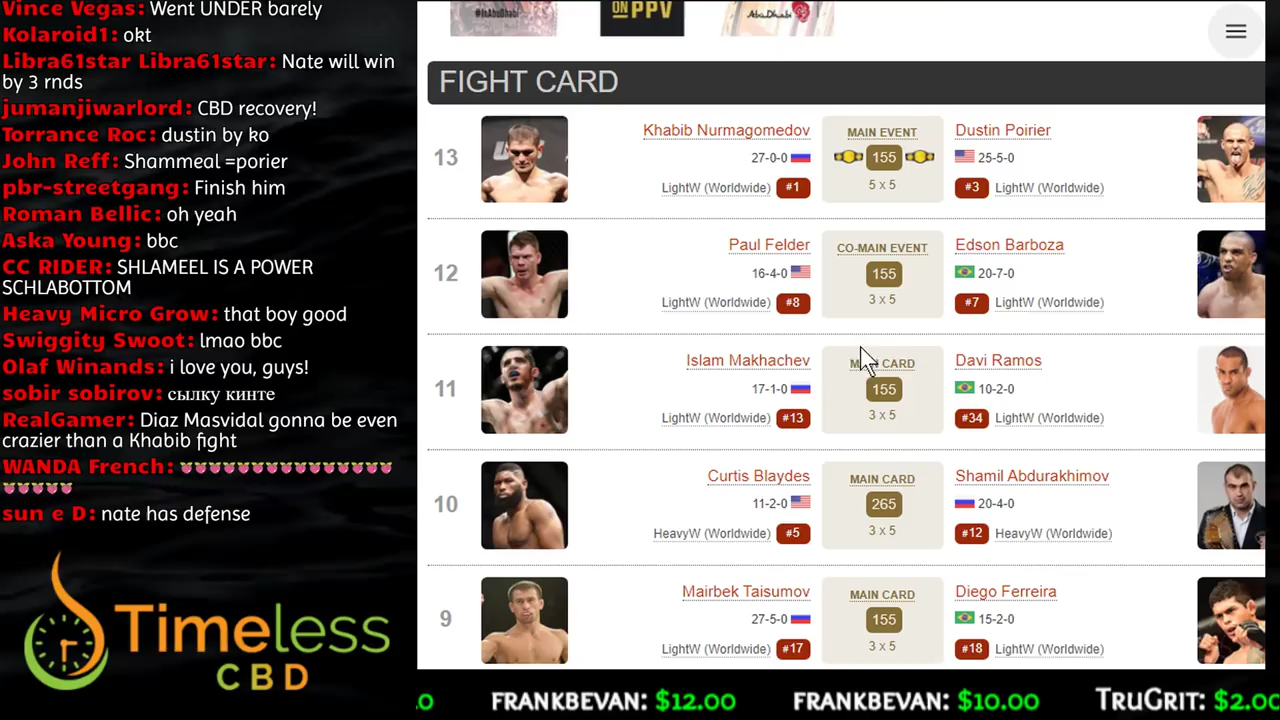 Vince Vegas: Went UNDER barely
Kolaroid1: okt
Libra61star Libra61star: Nate will win
by 3 rnds
jumanjiwarlord: CBD recovery!
Torrance Roc: dustin by ko
John Reff: Shammeal =porier
pbr-streetgang: Finish him
Roman Bellic: oh yeah
Aska Young: bbc
CC RIDER: SHLAMEEL IS A POWER
SCHLABOTTOM
Heavy Micro Grow: that boy good
Swiggity Swoot: lmao bbc
Olaf Winands: i love you, guys!
sobir sobirov: сылку кинте
RealGamer: Diaz Masvidal gonna be even
crazier than a Khabib fight
WANDA French: 🍑🍑🍑🍑🍑🍑🍑🍑🍑🍑🍑🍑🍑🍑🍑
🍑🍑🍑🍑🍑
sun e D: nate has defense
Timeless
CBD
#InAbuDhabi
ON PPV
AbuDhabi
FIGHT CARD
13
Khabib Nurmagomedov
27-0-0
LightW (Worldwide) #1
MAIN EVENT
155
5 x 5
Dustin Poirier
25-5-0
#3 LightW (Worldwide)
12
Paul Felder
16-4-0
LightW (Worldwide) #8
CO-MAIN EVENT
155
3 x 5
Edson Barboza
20-7-0
#7 LightW (Worldwide)
11
Islam Makhachev
17-1-0
LightW (Worldwide) #13
MAIN CARD
155
3 x 5
Davi Ramos
10-2-0
#34 LightW (Worldwide)
10
Curtis Blaydes
11-2-0
HeavyW (Worldwide) #5
MAIN CARD
265
3 x 5
Shamil Abdurakhimov
20-4-0
#12 HeavyW (Worldwide)
9
Mairbek Taisumov
27-5-0
LightW (Worldwide) #17
MAIN CARD
155
3 x 5
Diego Ferreira
15-2-0
#18 LightW (Worldwide)
.0 FRANKBEVAN: $12.00 FRANKBEVAN: $10.00 TRUGRIT: $2.00